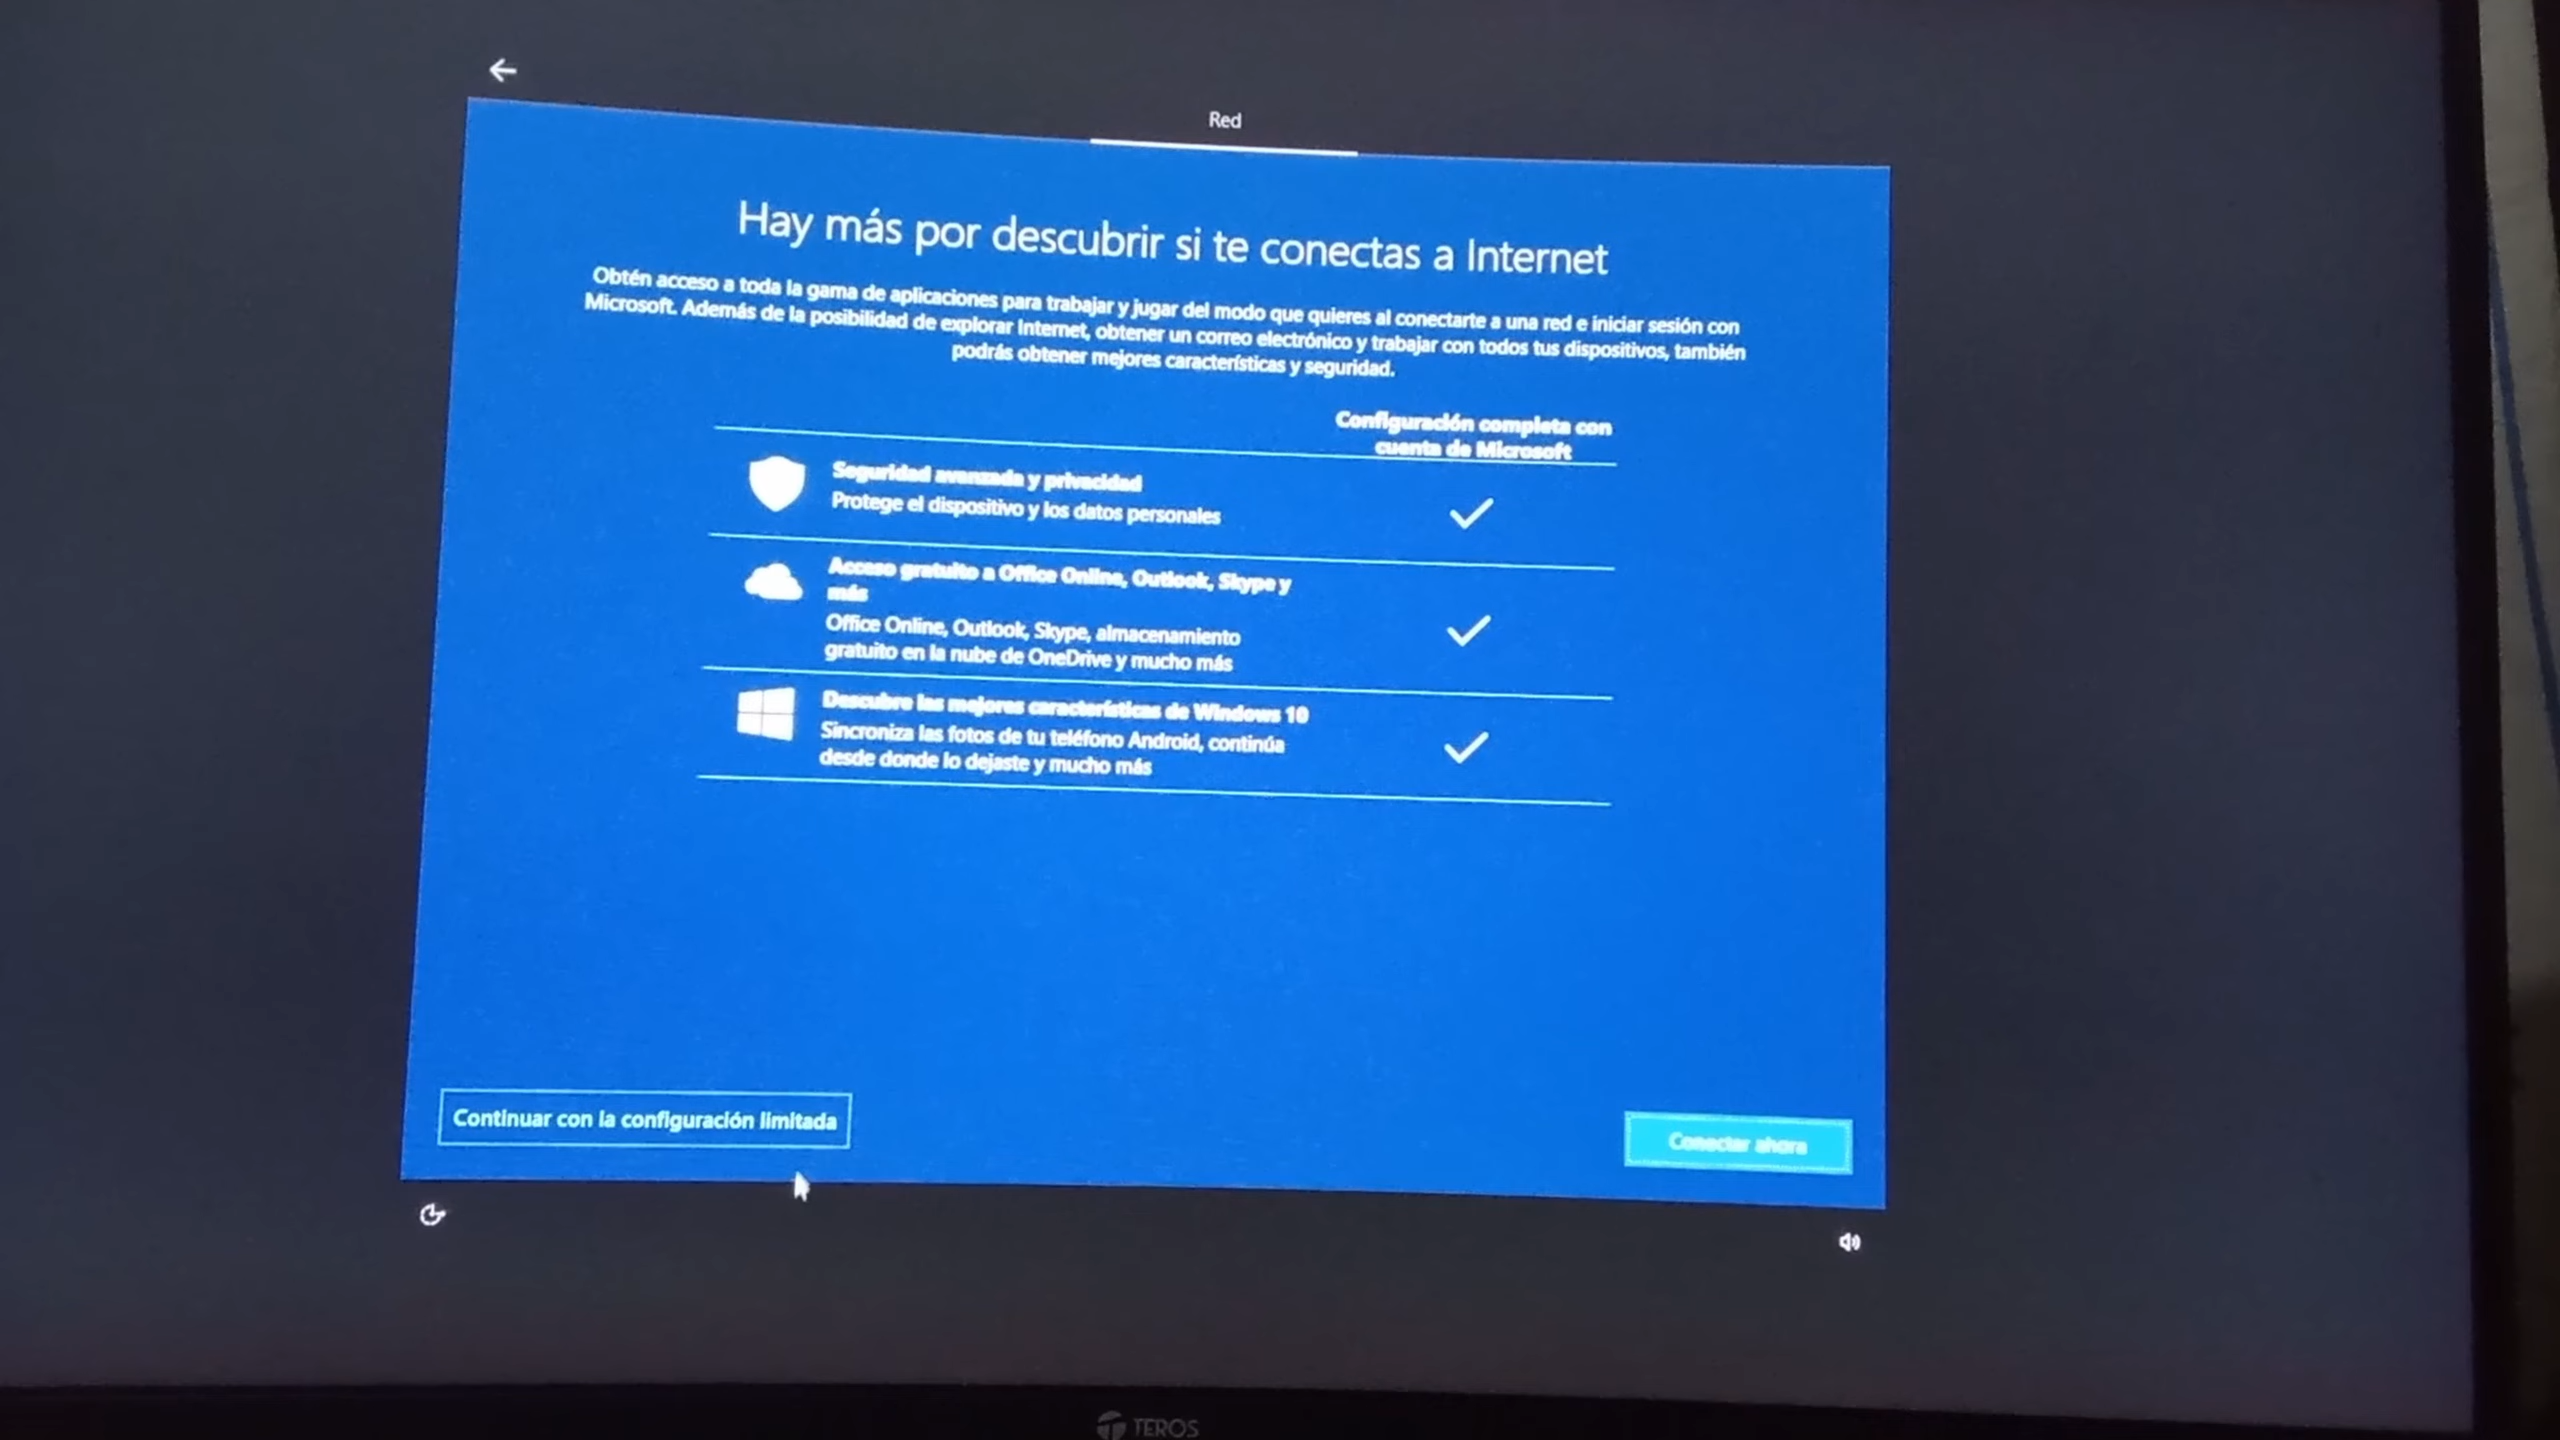 Red
Hay más por descubrir si te conectas a Internet
Obtén acceso a toda la gama de aplicaciones para trabajar y jugar del modo que quieres al conectarte a una red e iniciar sesión con
Microsoft. Además de la posibilidad de explorar Internet, obtener un correo electrónico y trabajar con todos tus dispositivos, también
podrás obtener mejores características y seguridad.
Configuración completa con
cuenta de Microsoft
Seguridad avanzada y privacidad
Protege el dispositivo y los datos personales
Acceso gratuito a Office Online, Outlook, Skype y
más
Office Online, Outlook, Skype, almacenamiento
gratuito en la nube de OneDrive y mucho más
Descubre las mejores características de Windows 10
Sincroniza las fotos de tu teléfono Android, continúa
desde donde lo dejaste y mucho más
Continuar con la configuración limitada
Conectar ahora
TEROS